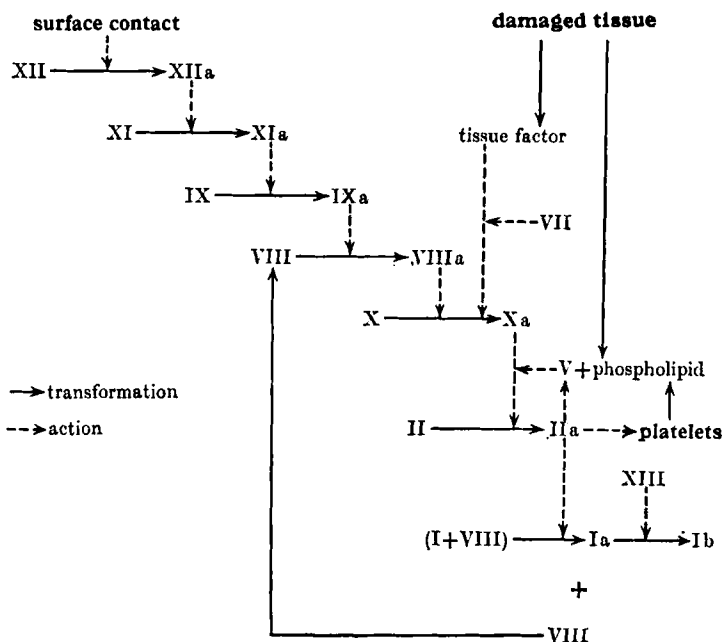 surface contact
damaged tissue
XII XIIa
XI XIa
tissue factor
IX IXa
VII
VIII VIIIa
X Xa
V+phospholipid
transformation
action
II IIa platelets
XIII
(I+VIII) Ia Ib
+
VIII